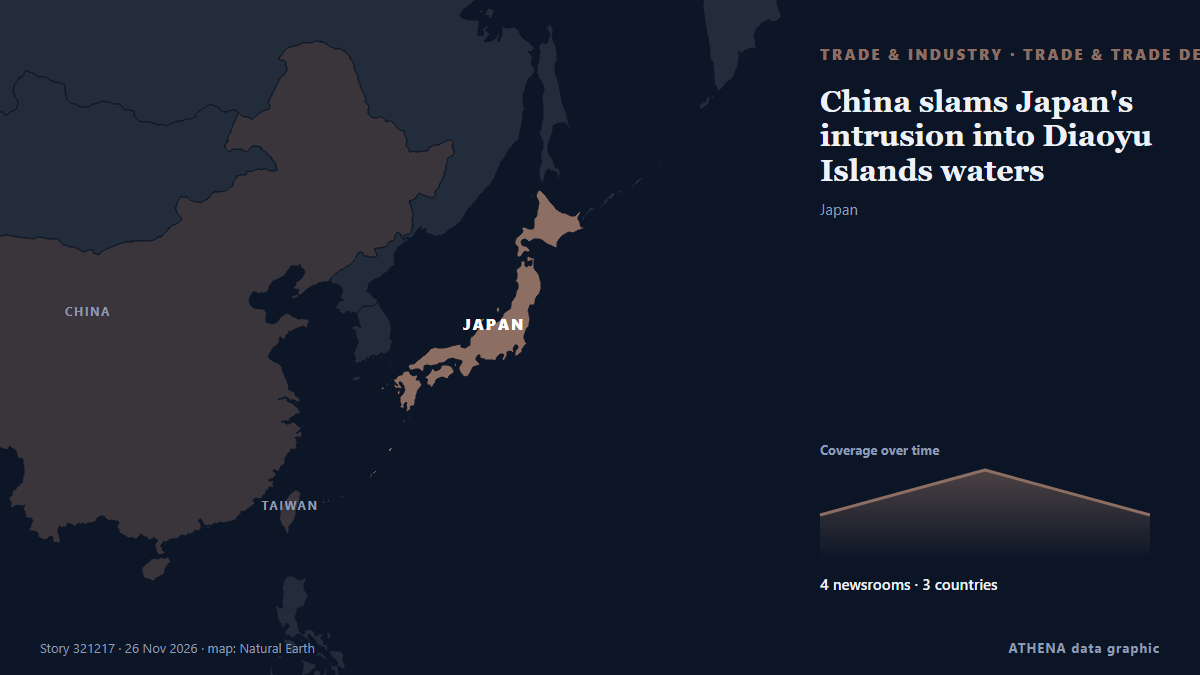 TRADE & INDUSTRY · TRADE & TRADE DE
China slams Japan's
intrusion into Diaoyu
Islands waters
Japan
CHINA
JAPAN
TAIWAN
Coverage over time
4 newsrooms · 3 countries
Story 321217 · 26 Nov 2026 · map: Natural Earth
ATHENA data graphic